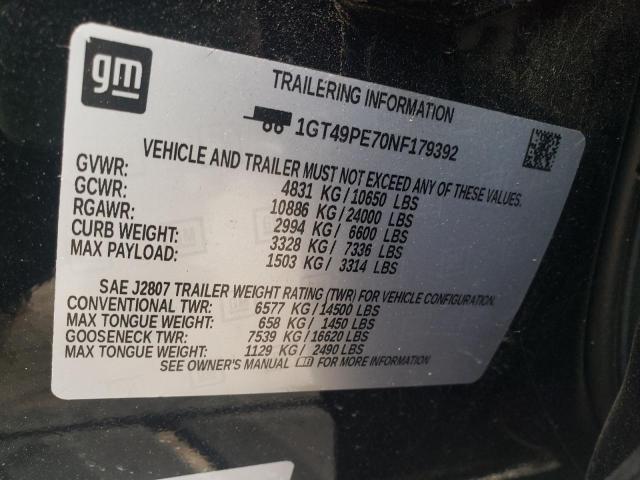 gm
TRAILERING INFORMATION
1GT49PE70NF179392
VEHICLE AND TRAILER MUST NOT EXCEED ANY OF THESE VALUES.
GVWR: 4831 KG/10650 LBS
GCWR: 10886 KG/24000 LBS
RGAWR: 2994 KG/ 6600 LBS
CURB WEIGHT: 3328 KG/ 7336 LBS
MAX PAYLOAD: 1503 KG/ 3314 LBS
SAE J2807 TRAILER WEIGHT RATING (TWR) FOR VEHICLE CONFIGURATION.
CONVENTIONAL TWR: 6577 KG/14500 LBS
MAX TONGUE WEIGHT: 658 KG/ 1450 LBS
GOOSENECK TWR: 7539 KG/16620 LBS
MAX TONGUE WEIGHT: 1129 KG/ 2490 LBS
SEE OWNER'S MANUAL FOR MORE INFORMATION